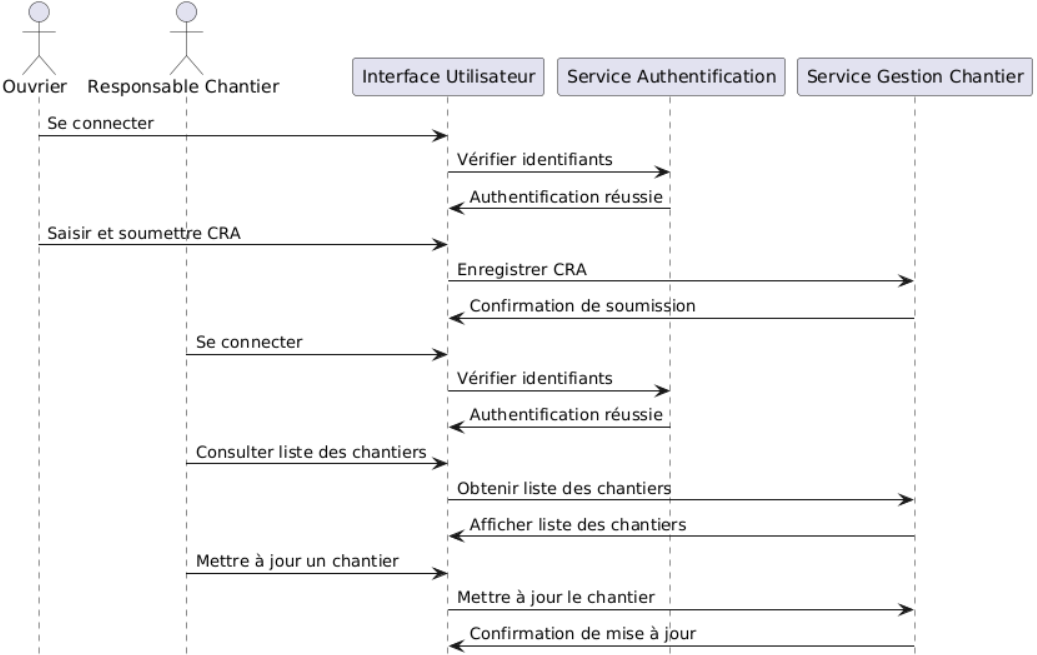 Ouvrier
Responsable Chantier
Interface Utilisateur
Service Authentification
Service Gestion Chantier
Se connecter
Vérifier identifiants
Authentification réussie
Saisir et soumettre CRA
Enregistrer CRA
Confirmation de soumission
Se connecter
Vérifier identifiants
Authentification réussie
Consulter liste des chantiers
Obtenir liste des chantiers
Afficher liste des chantiers
Mettre à jour un chantier
Mettre à jour le chantier
Confirmation de mise à jour